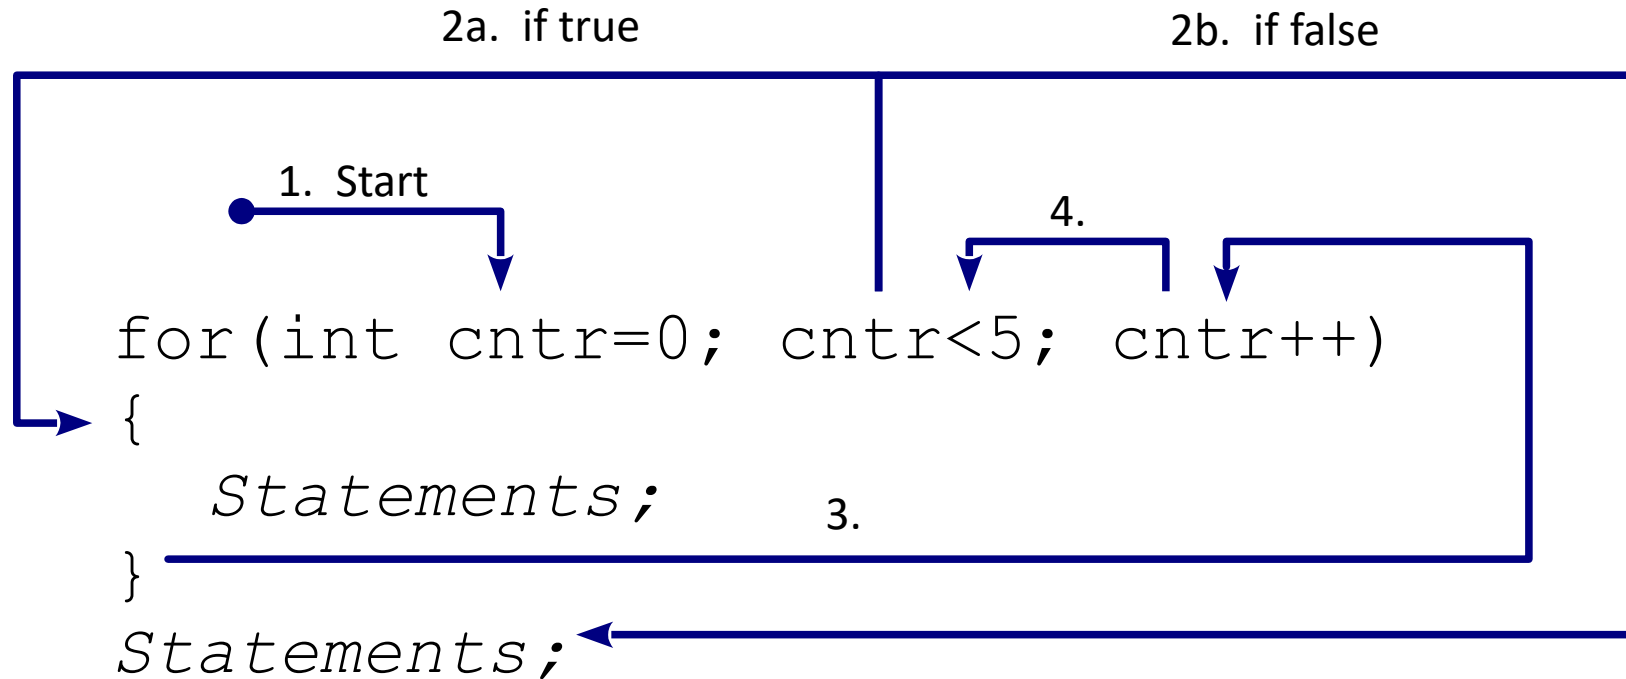 2a. if true
2b. if false
1. Start
4.
for(int cntr=0; cntr<5; cntr++)
{
Statements;
3.
}
Statements;